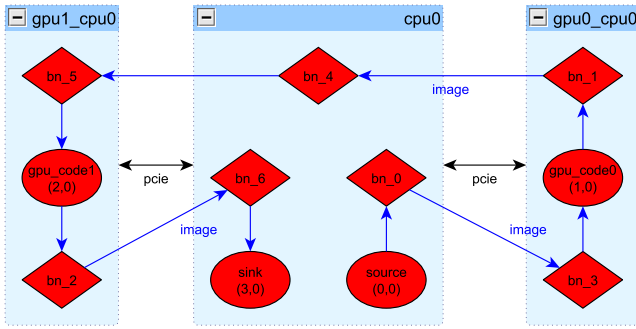 gpu1_cpu0
cpu0
gpu0_cpu0
bn_5
bn_4
bn_1
image
gpu_code1
(2,0)
pcie
bn_6
bn_0
pcie
gpu_code0
(1,0)
image
image
bn_2
sink
(3,0)
source
(0,0)
bn_3